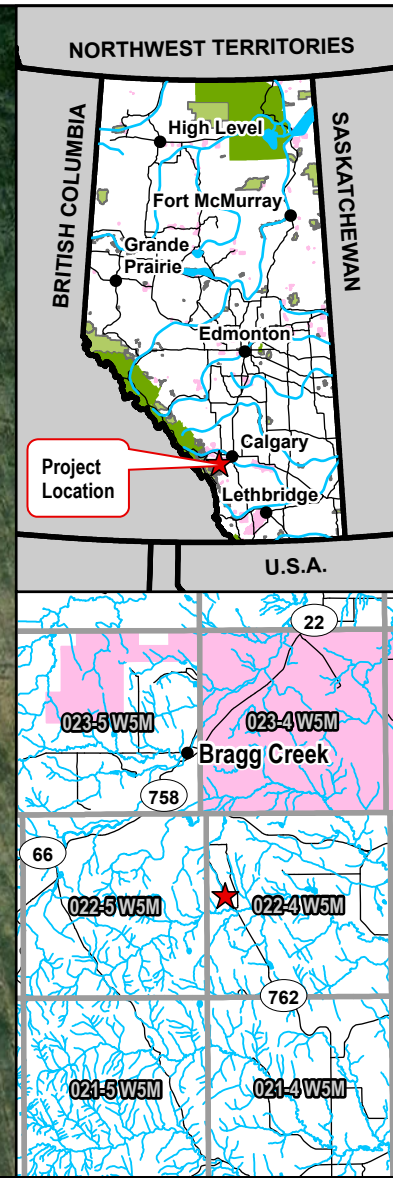 NORTHWEST TERRITORIES
BRITISH COLUMBIA
SASKATCHEWAN
High Level
Fort McMurray
Grande
Prairie
Edmonton
Calgary
Project
Location
Lethbridge
U.S.A.
22
023-5 W5M
023-4 W5M
Bragg Creek
758
66
022-5 W5M
022-4 W5M
762
021-5 W5M
021-4 W5M